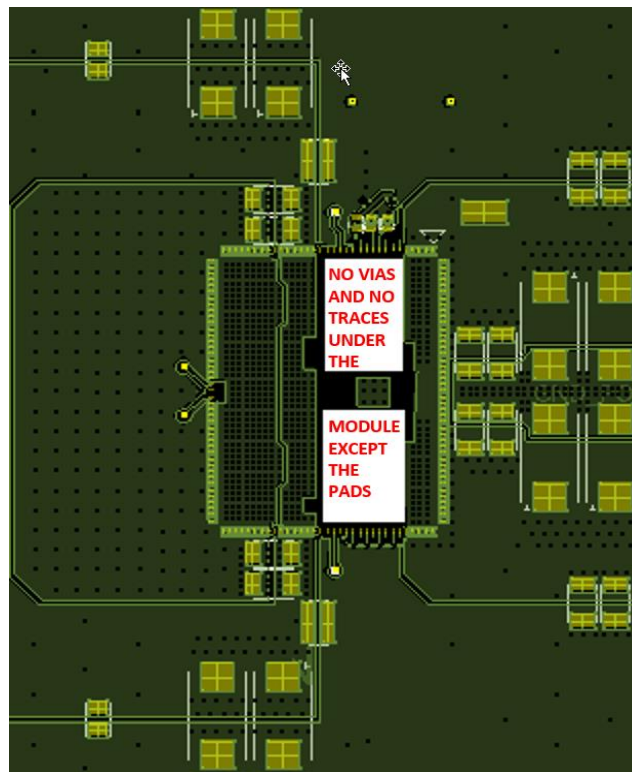 NO VIAS
AND NO
TRACES
UNDER
THE
MODULE
EXCEPT
THE
PADS